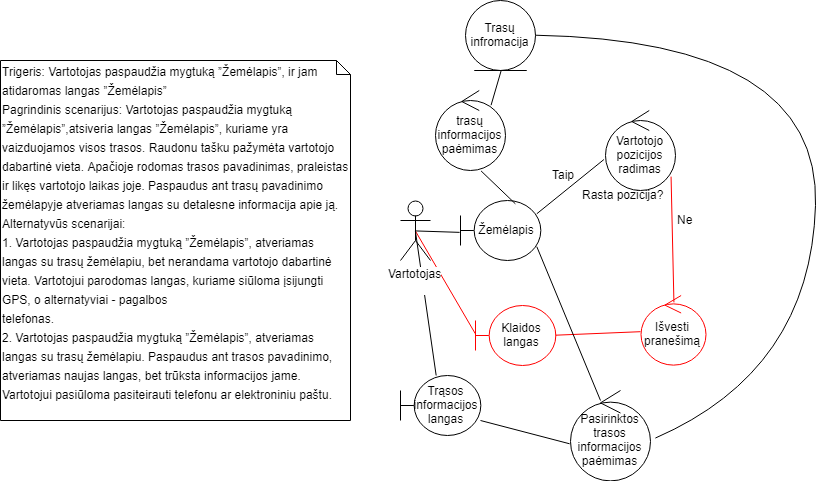 Trigeris: Vartotojas paspaudžia mygtuką ”Žemėlapis”, ir jam
atidaromas langas ”Žemėlapis”
Pagrindinis scenarijus: Vartotojas paspaudžia mygtuką
”Žemėlapis”,atsiveria langas ”Žemėlapis”, kuriame yra
vaizduojamos visos trasos. Raudonu tašku pažymėta vartotojo
dabartinė vieta. Apačioje rodomas trasos pavadinimas, praleistas
ir likęs vartotojo laikas joje. Paspaudus ant trasų pavadinimo
žemėlapyje atveriamas langas su detalesne informacija apie ją.
Alternatyvūs scenarijai:
1. Vartotojas paspaudžia mygtuką ”Žemėlapis”, atveriamas
langas su trasų žemėlapiu, bet nerandama vartotojo dabartinė
vieta. Vartotojui parodomas langas, kuriame siūloma įsijungti
GPS, o alternatyviai - pagalbos
telefonas.
2. Vartotojas paspaudžia mygtuką ”Žemėlapis”, atveriamas
langas su trasų žemėlapiu. Paspaudus ant trasos pavadinimo,
atveriamas naujas langas, bet trūksta informacijos jame.
Vartotojui pasiūloma pasiteirauti telefonu ar elektroniniu paštu.
Trasų
infromacija
trasų
informacijos
paėmimas
Vartotojo
pozicijos
radimas
Taip
Rasta pozicija?
Ne
Žemėlapis
Vartotojas
Klaidos
langas
Išvesti
pranešimą
Trąsos
informacijos
langas
Pasirinktos
trasos
informacijos
paėmimas